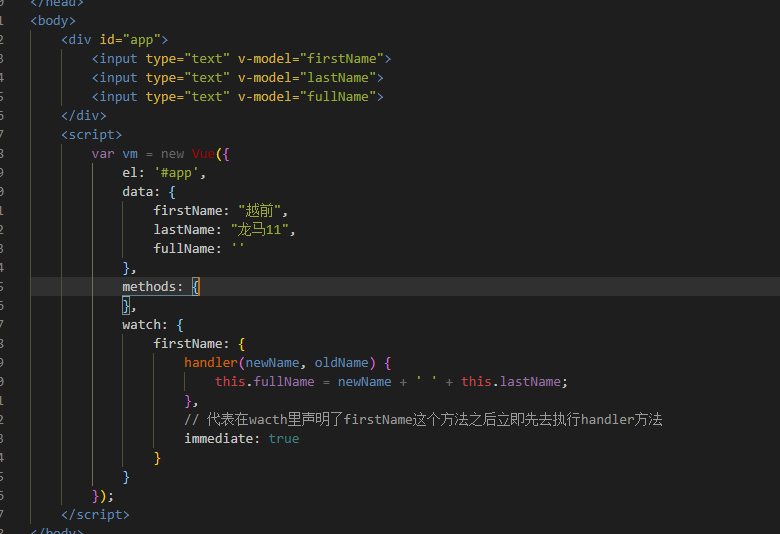 </head>
<body>
<div id="app">
<input type="text" v-model="firstName">
<input type="text" v-model="lastName">
<input type="text" v-model="fullName">
</div>
<script>
var vm = new Vue({
el: '#app',
data: {
firstName: "越前",
lastName: "龙马11",
fullName: ''
},
methods: {
},
watch: {
firstName: {
handler(newName, oldName) {
this.fullName = newName + ' ' + this.lastName;
},
// 代表在wacth里声明了firstName这个方法之后立即先去执行handler方法
immediate: true
}
}
});
</script>
</body>